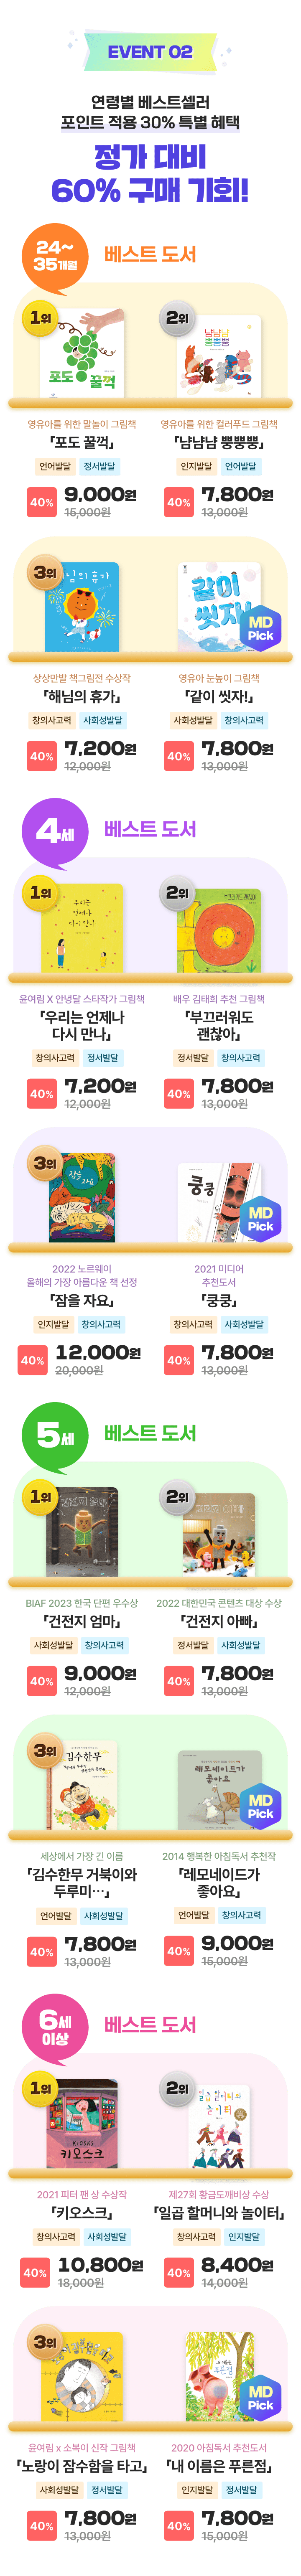 EVENT 02
연령별 베스트셀러
포인트 적용 30% 특별 혜택
정가 대비
60% 구매 기회!
24~
35개월
베스트 도서
1위
포도 꿀꺽
2위
냠냠냠
뿡뿡뿡
영유아를 위한 말놀이 그림책
『포도 꿀꺽』
언어발달 정서발달
40% 9,000원
15,000원
영유아를 위한 컬러푸드 그림책
『냠냠냠 뿡뿡뿡』
인지발달 언어발달
40% 7,800원
13,000원
3위
해님의 휴가
같이
씻자!
MD
Pick
상상만발 책그림전 수상작
『해님의 휴가』
창의사고력 사회성발달
40% 7,200원
12,000원
영유아 눈높이 그림책
『같이 씻자!』
사회성발달 창의사고력
40% 7,800원
13,000원
4세
베스트 도서
1위
우리는
언제나
다시 만나
2위
부끄러워도 괜찮아
윤여림 X 안녕달 스타작가 그림책
『우리는 언제나
다시 만나』
창의사고력 정서발달
40% 7,200원
12,000원
배우 김태희 추천 그림책
『부끄러워도
괜찮아』
정서발달 창의사고력
40% 7,800원
13,000원
3위
잠을 자요
쿵쿵
MD
Pick
2022 노르웨이
올해의 가장 아름다운 책 선정
『잠을 자요』
인지발달 창의사고력
40% 12,000원
20,000원
2021 미디어
추천도서
『쿵쿵』
창의사고력 사회성발달
40% 7,800원
13,000원
5세
베스트 도서
1위
건전지 엄마
2위
건전지 아빠
BIAF 2023 한국 단편 우수상
『건전지 엄마』
사회성발달 창의사고력
40% 9,000원
12,000원
2022 대한민국 콘텐츠 대상 수상
『건전지 아빠』
정서발달 사회성발달
40% 7,800원
13,000원
3위
김수한무
레모네이드가
좋아요
MD
Pick
세상에서 가장 긴 이름
『김수한무 거북이와
두루미…』
언어발달 사회성발달
40% 7,800원
13,000원
2014 행복한 아침독서 추천작
『레모네이드가
좋아요』
언어발달 창의사고력
40% 9,000원
15,000원
6세
이상
베스트 도서
1위
KIOSKI
키오스크
2위
일곱 할머니와
놀이터
2021 피터 팬 상 수상작
『키오스크』
창의사고력 사회성발달
40% 10,800원
18,000원
제27회 황금도깨비상 수상
『일곱 할머니와 놀이터』
창의사고력 인지발달
40% 8,400원
14,000원
3위
내 이름은
푸른점
MD
Pick
윤여림 x 소복이 신작 그림책
『노랑이 잠수함을 타고』
사회성발달 정서발달
40% 7,800원
13,000원
2020 아침독서 추천도서
『내 이름은 푸른점』
인지발달 정서발달
40% 7,800원
15,000원